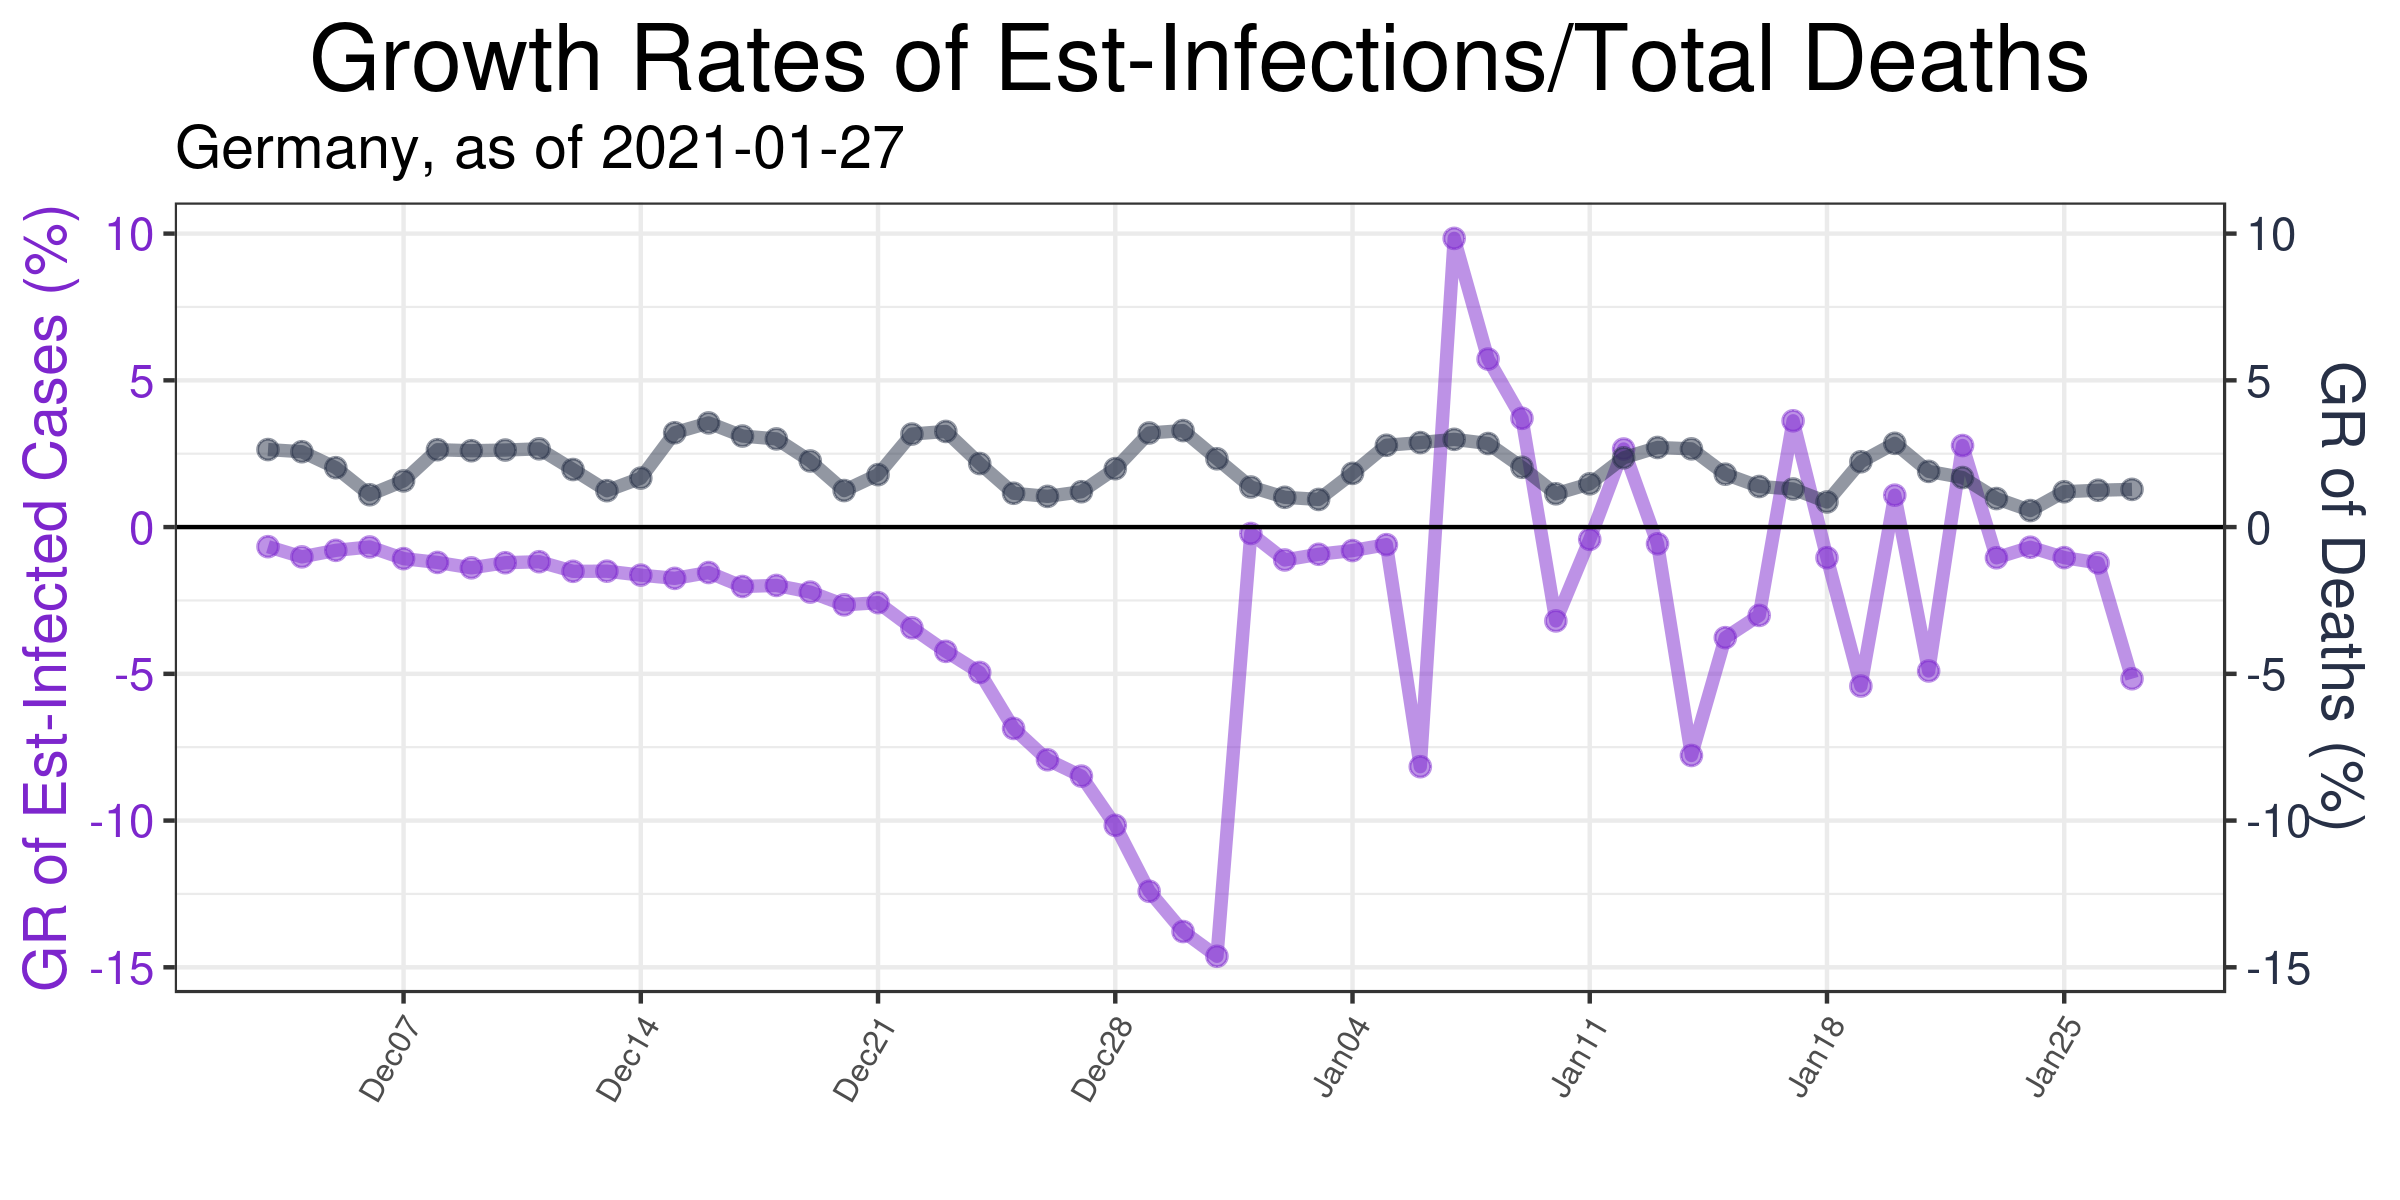 Growth Rates of Est-Infections/Total Deaths
Germany, as of 2021-01-27
GR of Est-Infected Cases (%)
10
5
0
-5
-10
-15
10
5
0
-5
-10
-15
GR of Deaths (%)
Dec07
Dec14
Dec21
Dec28
Jan04
Jan11
Jan18
Jan25